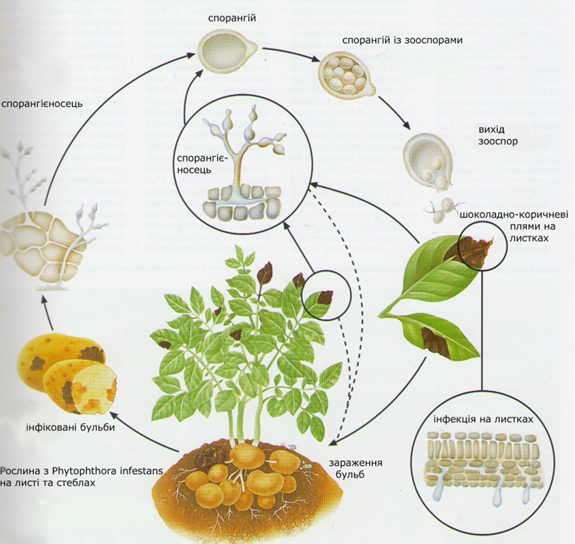 спорангій
спорангій із зооспорами
спорангієносець
вихід
зооспор
спорангіє-
носець
шоколадно-коричневі
плями на
листках
інфекція на листках
інфіковані бульби
зараження
бульб
Рослина з Phytophthora infestans
на листі та стеблах